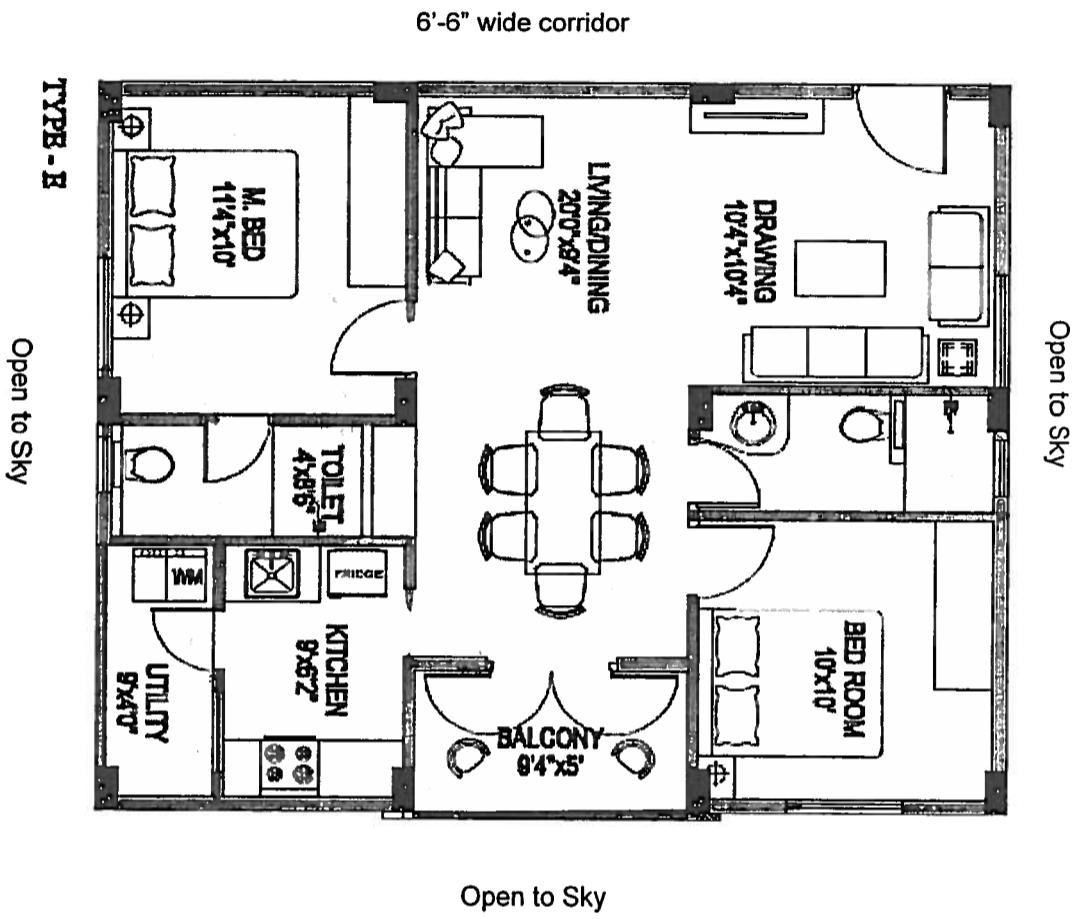 6'-6" wide corridor
TYPE - E
M. BED
11'4"x10'
LIVING/DINING
20'0"x9'4"
DRAWING
10'4"x10'4"
Open to Sky
Open to Sky
TOILET
4'x8'6"
WM
FRIDGE
KITCHEN
9'x6'2"
UTILITY
9'x4'0"
BALCONY
9'4"x5'
BED ROOM
10'x10'
Open to Sky